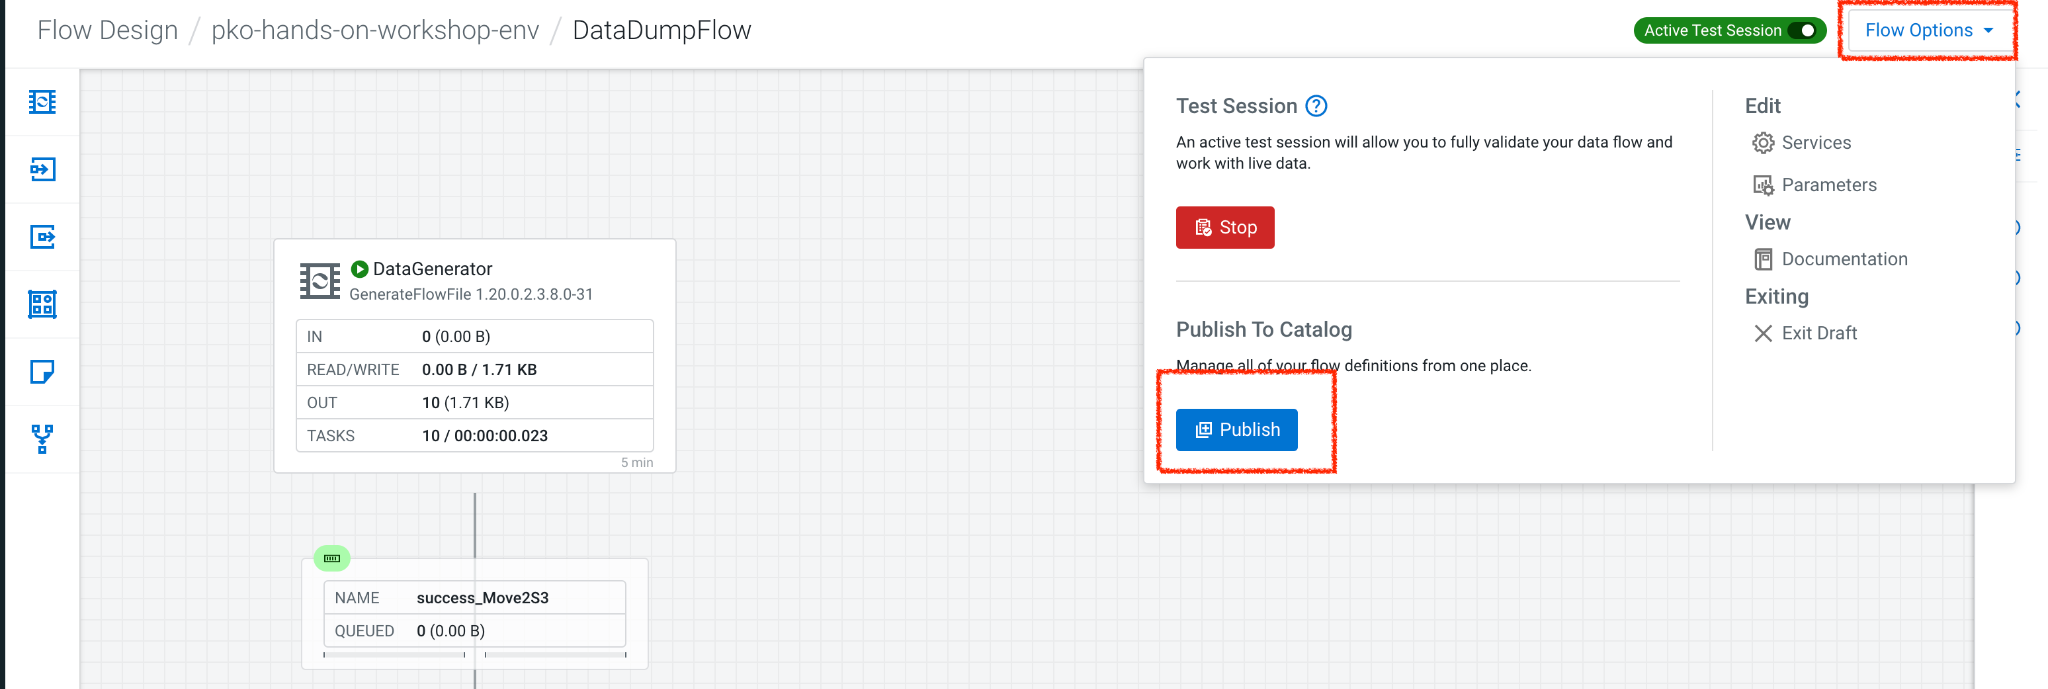 Flow Design / pko-hands-on-workshop-env / DataDumpFlow
Active Test Session
Flow Options
Test Session ?
An active test session will allow you to fully validate your data flow and
work with live data.
Stop
Publish To Catalog
Manage all of your flow definitions from one place.
Publish
Edit
Services
Parameters
View
Documentation
Exiting
Exit Draft
DataGenerator
GenerateFlowFile 1.20.0.2.3.8.0-31
IN 0 (0.00 B)
READ/WRITE 0.00 B / 1.71 KB
OUT 10 (1.71 KB)
TASKS 10 / 00:00:00.023
5 min
NAME success_Move2S3
QUEUED 0 (0.00 B)